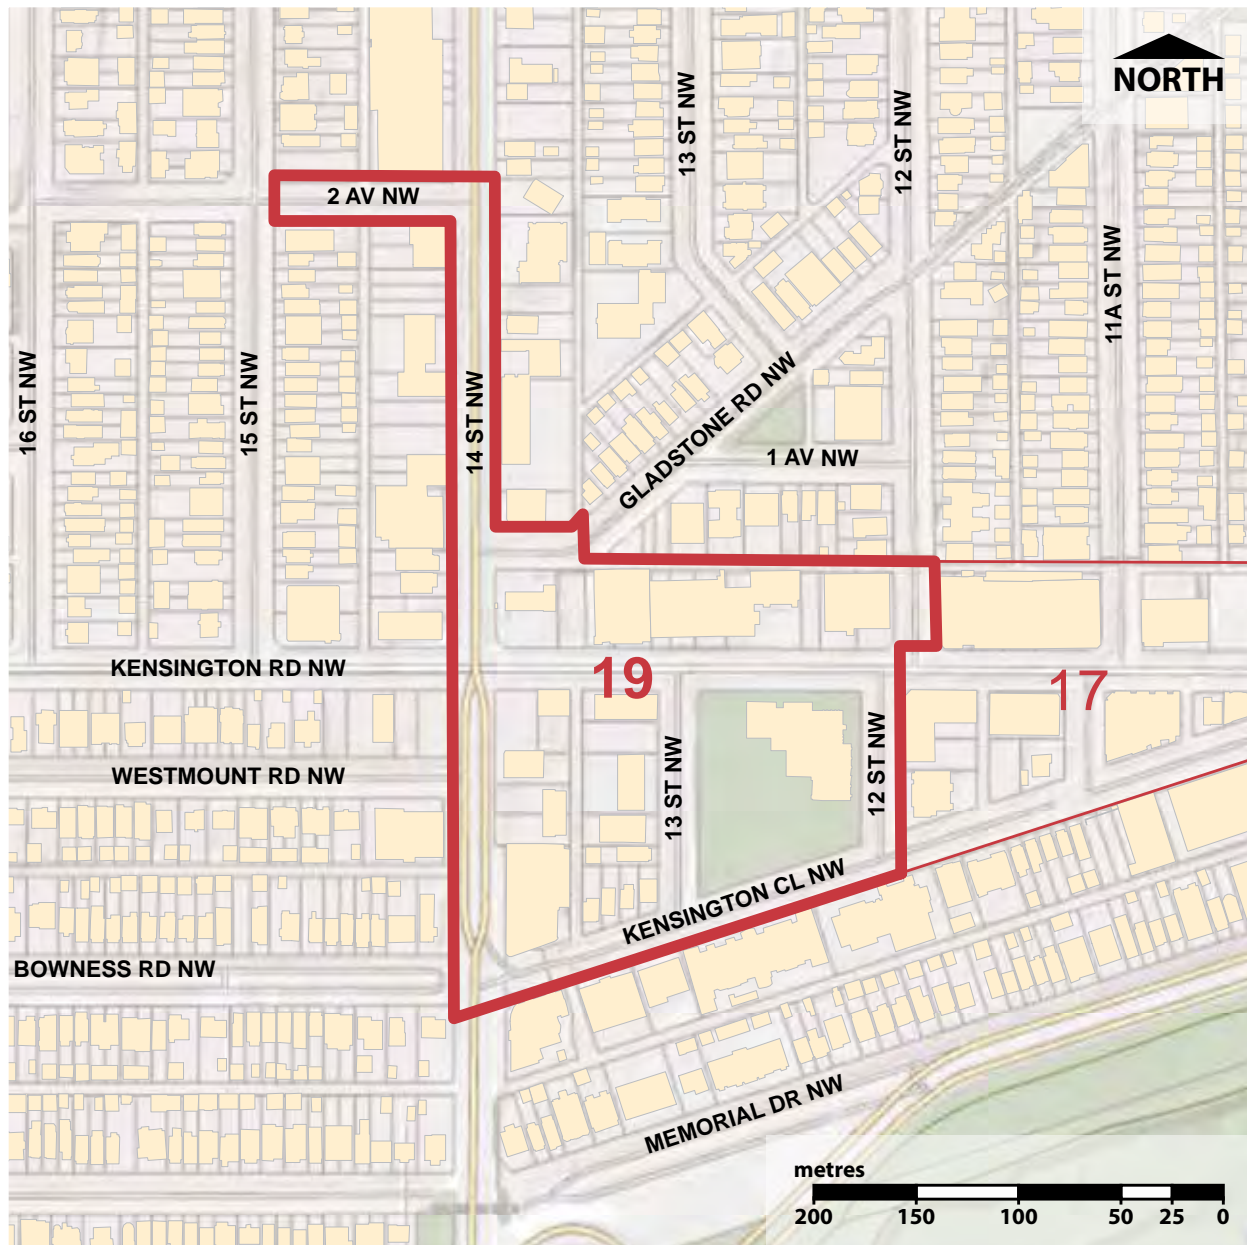 NORTH
13 ST NW
12 ST NW
2 AV NW
11A ST NW
16 ST NW
15 ST NW
14 ST NW
GLADSTONE RD NW
1 AV NW
KENSINGTON RD NW
19
17
WESTMOUNT RD NW
13 ST NW
12 ST NW
KENSINGTON CL NW
BOWNESS RD NW
MEMORIAL DR NW
metres
200 150 100 50 25 0